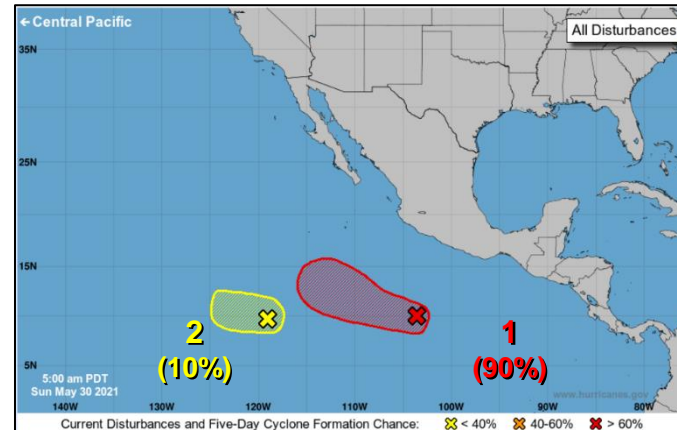 ← Central Pacific
All Disturbances
35N
25N
15N
5N
2
(10%)
1
(90%)
5:00 am PDT
Sun May 30 2021
www.hurricanes.gov
140W 130W 120W 110W 100W 90W 80W
Current Disturbances and Five-Day Cyclone Formation Chance: < 40% 40-60% > 60%